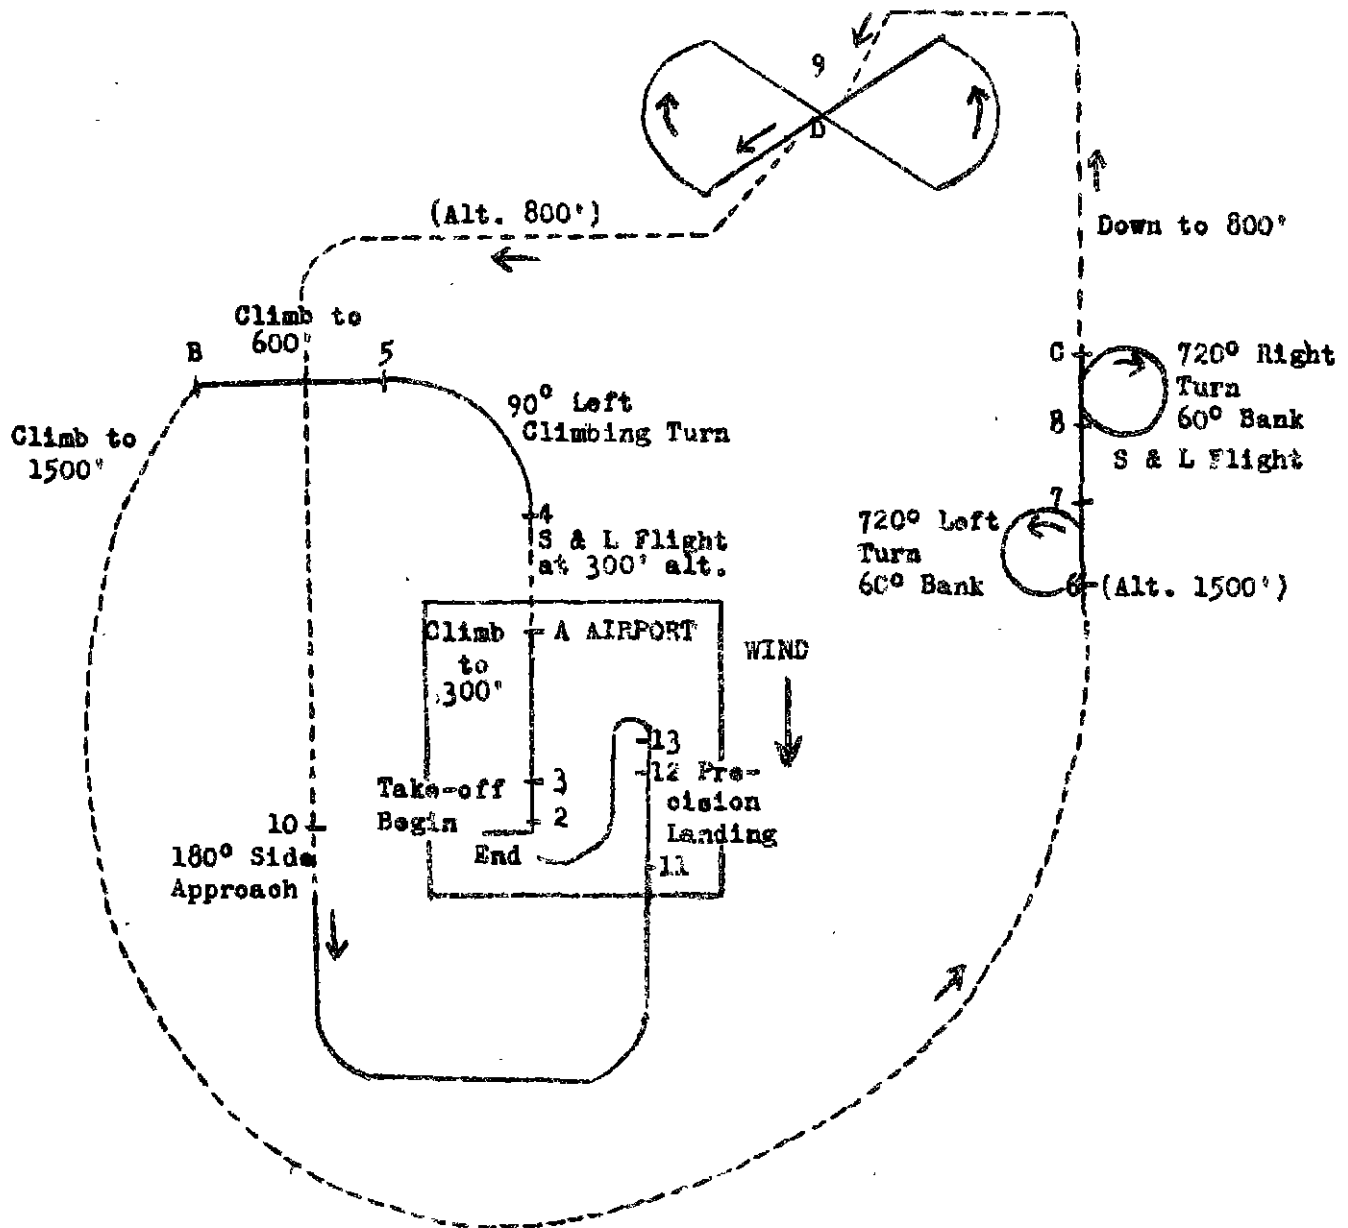 9
D
(Alt. 800')
Down to 800'
Climb to
600'
B
5
C
720° Right
Turn
60° Bank
8
S & L Flight
90° Left
Climbing Turn
Climb to
1500'
4
S & L Flight
at 300' alt.
7
720° Left
Turn
60° Bank
6
(Alt. 1500')
Climb
to
300'
A AIRPORT
WIND
13
12 Pre-
cision
Landing
Take-off
3
Begin
2
End
10
180° Side
Approach
11